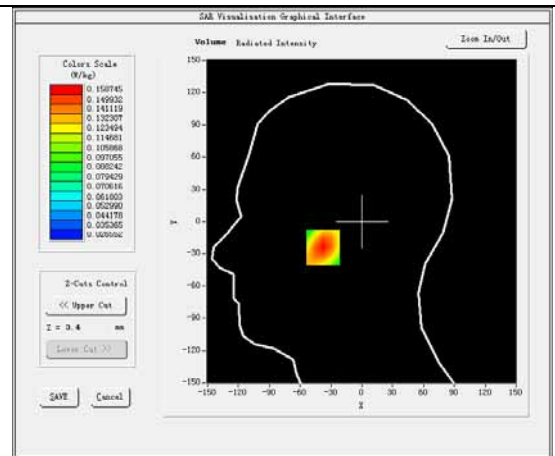 SAR Visualisation Graphical Interface
Volume Radiated Intensity
Zoom In/Out
Colors Scale
(W/kg)
0.158745
0.149932
0.141119
0.132307
0.123494
0.114681
0.105868
0.097055
0.088242
0.079429
0.070616
0.061803
0.052990
0.044178
0.035365
0.026552
Z-Cuts Control
<< Upper Cut
Z = 3.4 mm
Lower Cut >>
SAVE
Cancel
150
120
90
60
30
0
-30
-60
-90
-120
-150
Y
-150 -120 -90 -60 -30 0 30 60 90 120 150
X